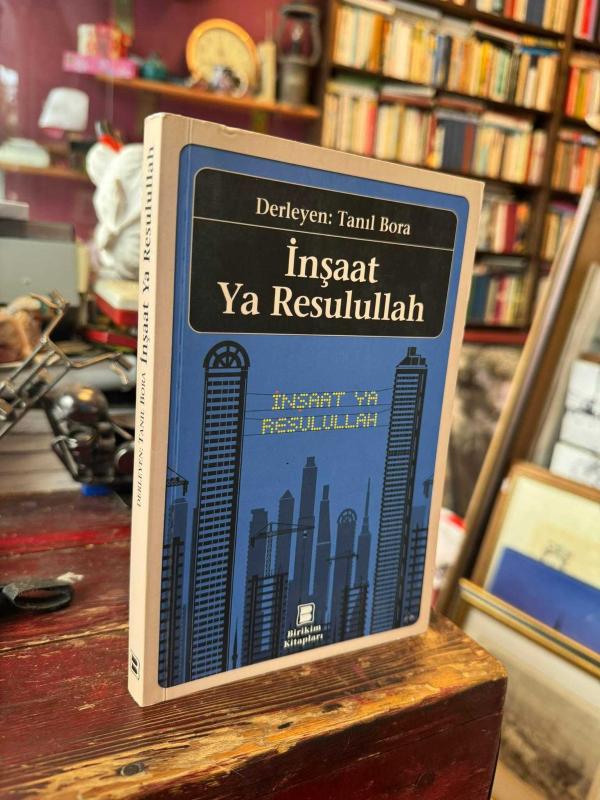 Derleyen: Tanıl Bora
İnşaat
Ya Resulullah
İNŞAAT YA
RESULULLAH
Birikim
Kitapları
DERLEYEN: TANIL BORA İnşaat Ya Resulullah